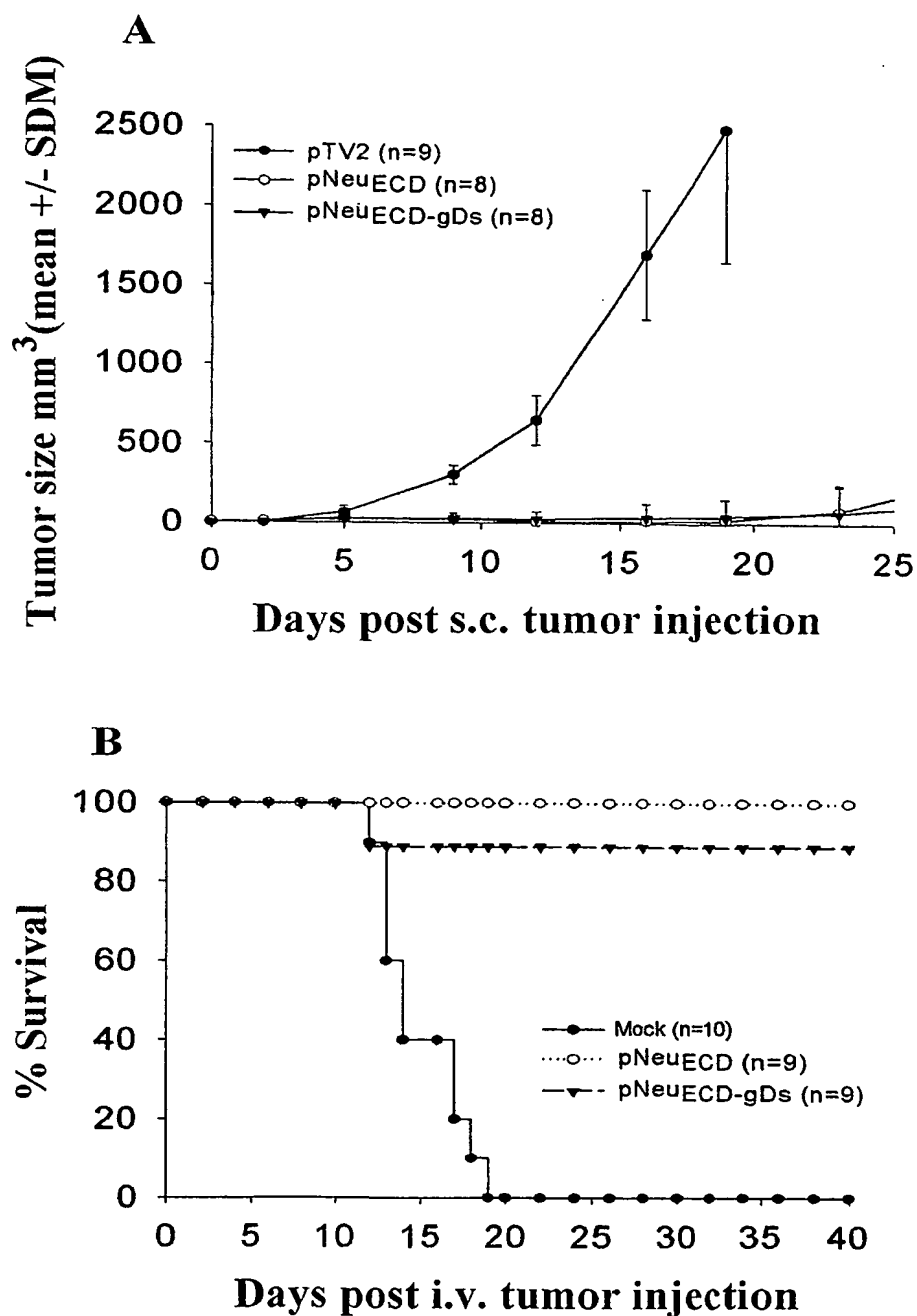 A
Tumor size mm3 (mean +/- SDM)
2500
2000
1500
1000
500
0
pTV2 (n=9)
pNeuECD (n=8)
pNeuECD-gDs (n=8)
0 5 10 15 20 25
Days post s.c. tumor injection
B
% Survival
100
80
60
40
20
0
Mock (n=10)
pNeuECD (n=9)
pNeuECD-gDs (n=9)
0 5 10 15 20 25 30 35 40
Days post i.v. tumor injection